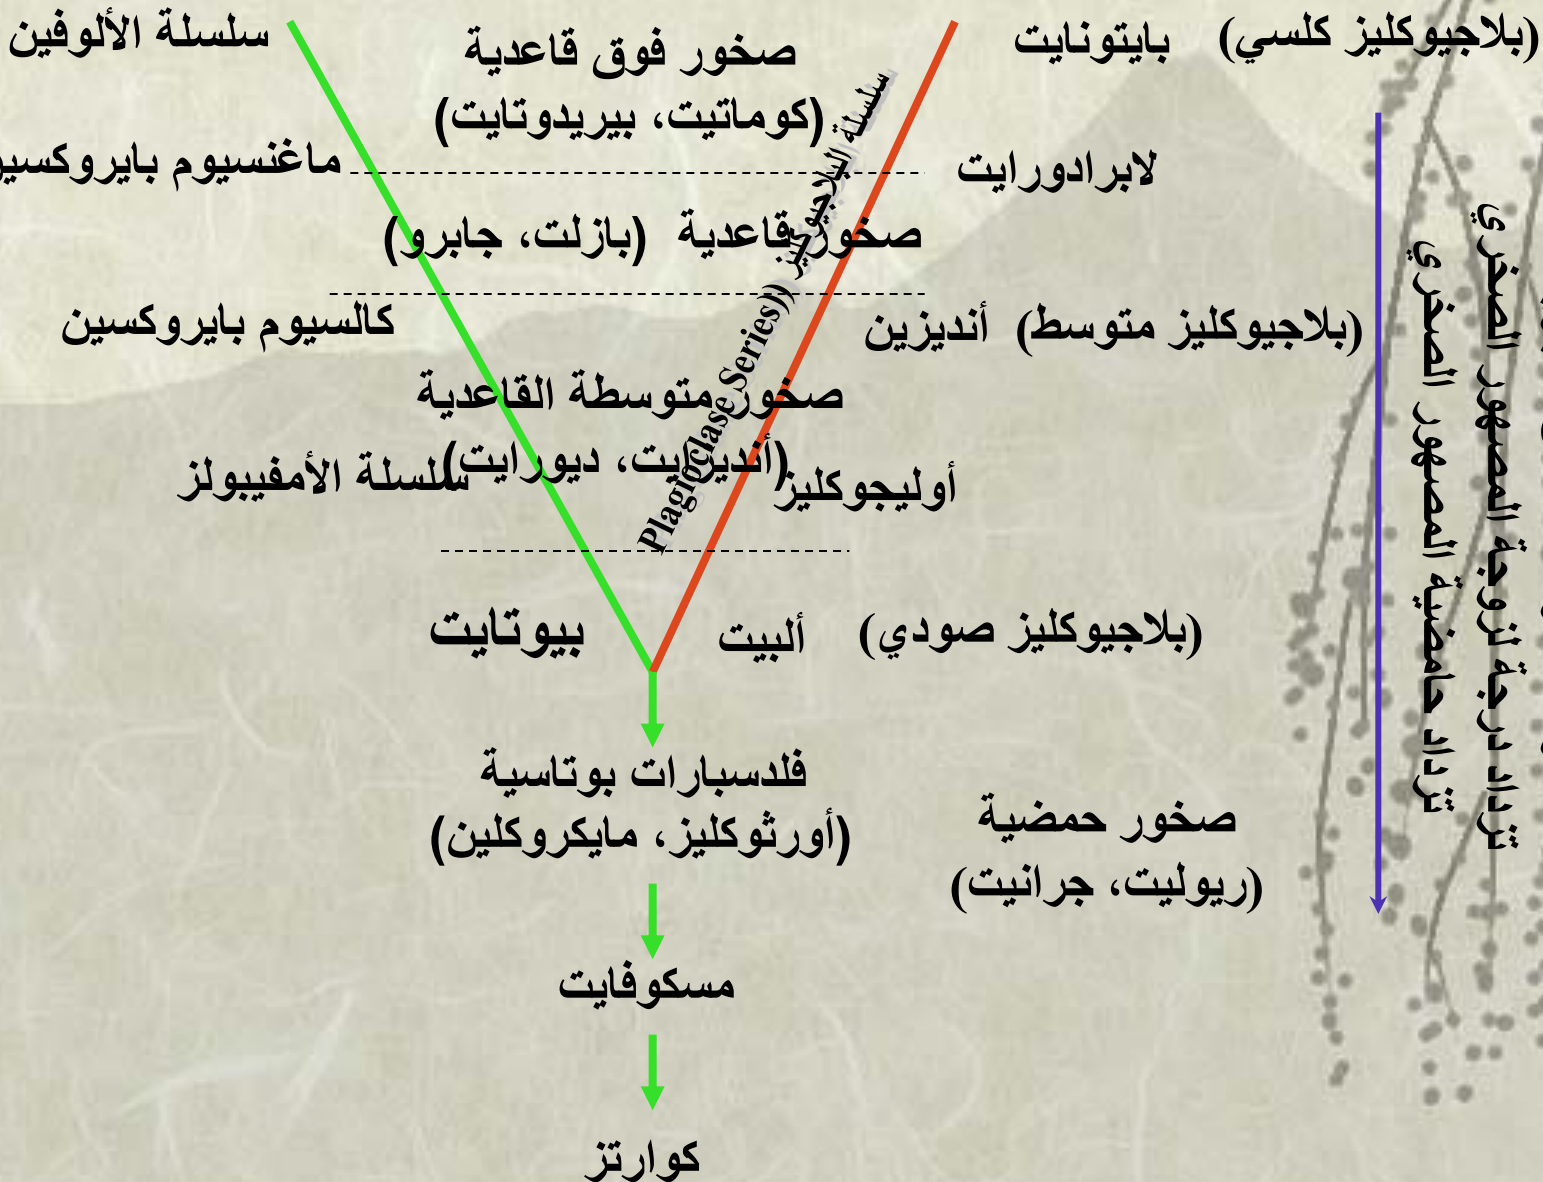 سلسلة الألوفين
صخور فوق قاعدية
(كوماتيت، بيريدوتايت)
بايتونايت (بلاجيوكليز كلسي)
ماغنسيوم بايروكسين
لابرادورايت
صخور قاعدية (بازلت، جابرو)
كالسيوم بايروكسين
أنديزين (بلاجيوكليز متوسط)
صخور متوسطة القاعدية
(أنديزايت، ديورايت)
سلسلة الأمفيبولز
أوليجوكليز
سلسلة البلاجيوكليز ((Plagioclase Series
بيوتايت
ألبيت (بلاجيوكليز صودي)
فلدسبارات بوتاسية
(أورثوكليز، مايكروكلين)
صخور حمضية
(ريوليت، جرانيت)
مسكوفايت
كوارتز
تزداد درجة لزوجة المصهور الصخري
تزداد حامضية المصهور الصخري